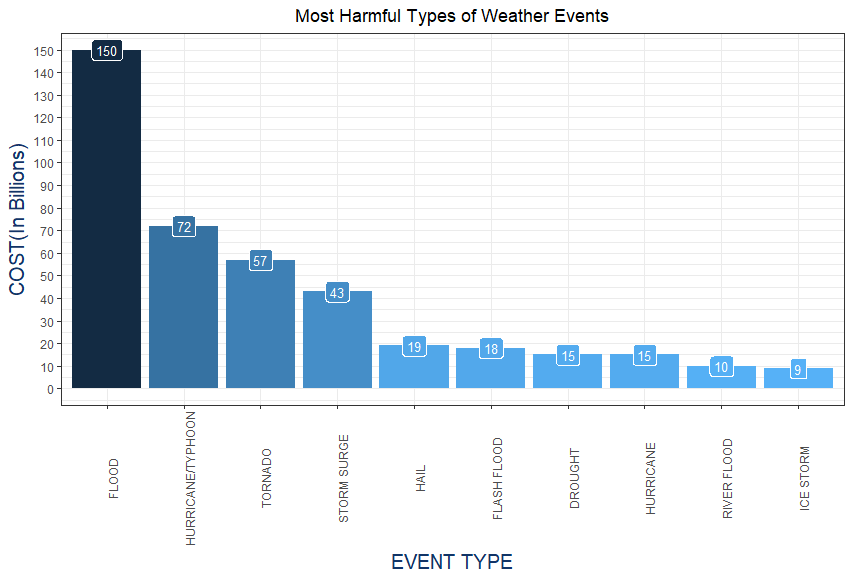 Most Harmful Types of Weather Events
COST(In Billions)
150
140
130
120
110
100
90
80
70
60
50
40
30
20
10
0
150
72
57
43
19
18
15
15
10
9
FLOOD
HURRICANE/TYPHOON
TORNADO
STORM SURGE
HAIL
FLASH FLOOD
DROUGHT
HURRICANE
RIVER FLOOD
ICE STORM
EVENT TYPE